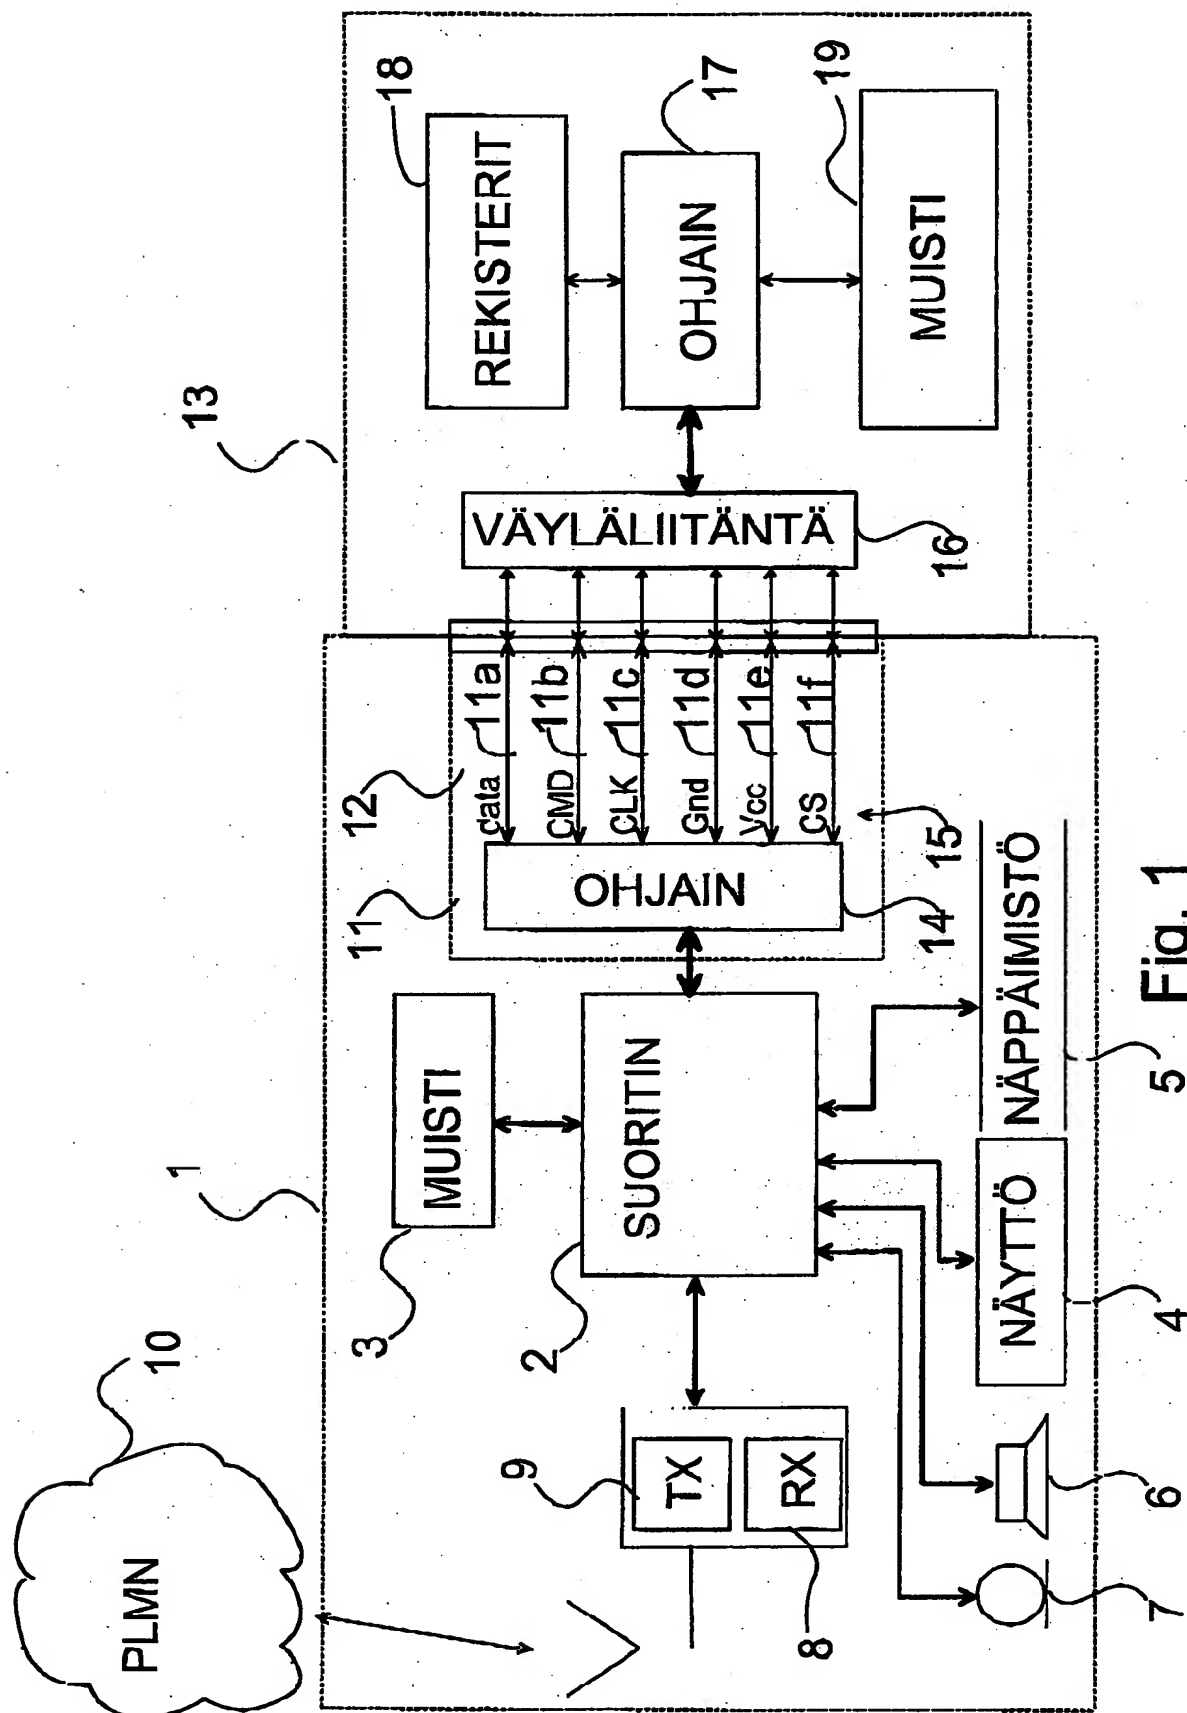 PLMN
10
1
13
3
MUISTI
11
12
REKISTERIT
18
9
TX
RX
8
2
SUORITIN
OHJAIN
14
data
CMD
CLK
Gnd
Vcc
CS
11a
11b
11c
11d
11e
11f
15
VÄYLÄLIITÄNTÄ
16
OHJAIN
17
MUISTI
19
7
6
NÄYTTÖ
4
NÄPPÄIMISTÖ
5
Fig. 1